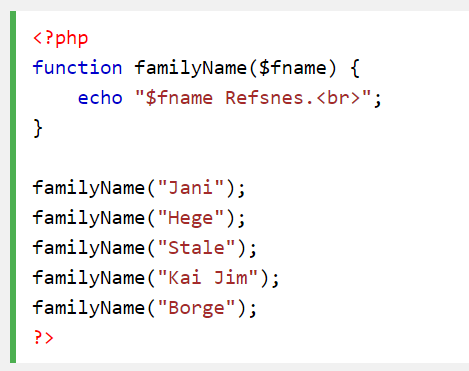 <?php
function familyName($fname) {
    echo "$fname Refsnes.<br>";
}

familyName("Jani");
familyName("Hege");
familyName("Stale");
familyName("Kai Jim");
familyName("Borge");
?>